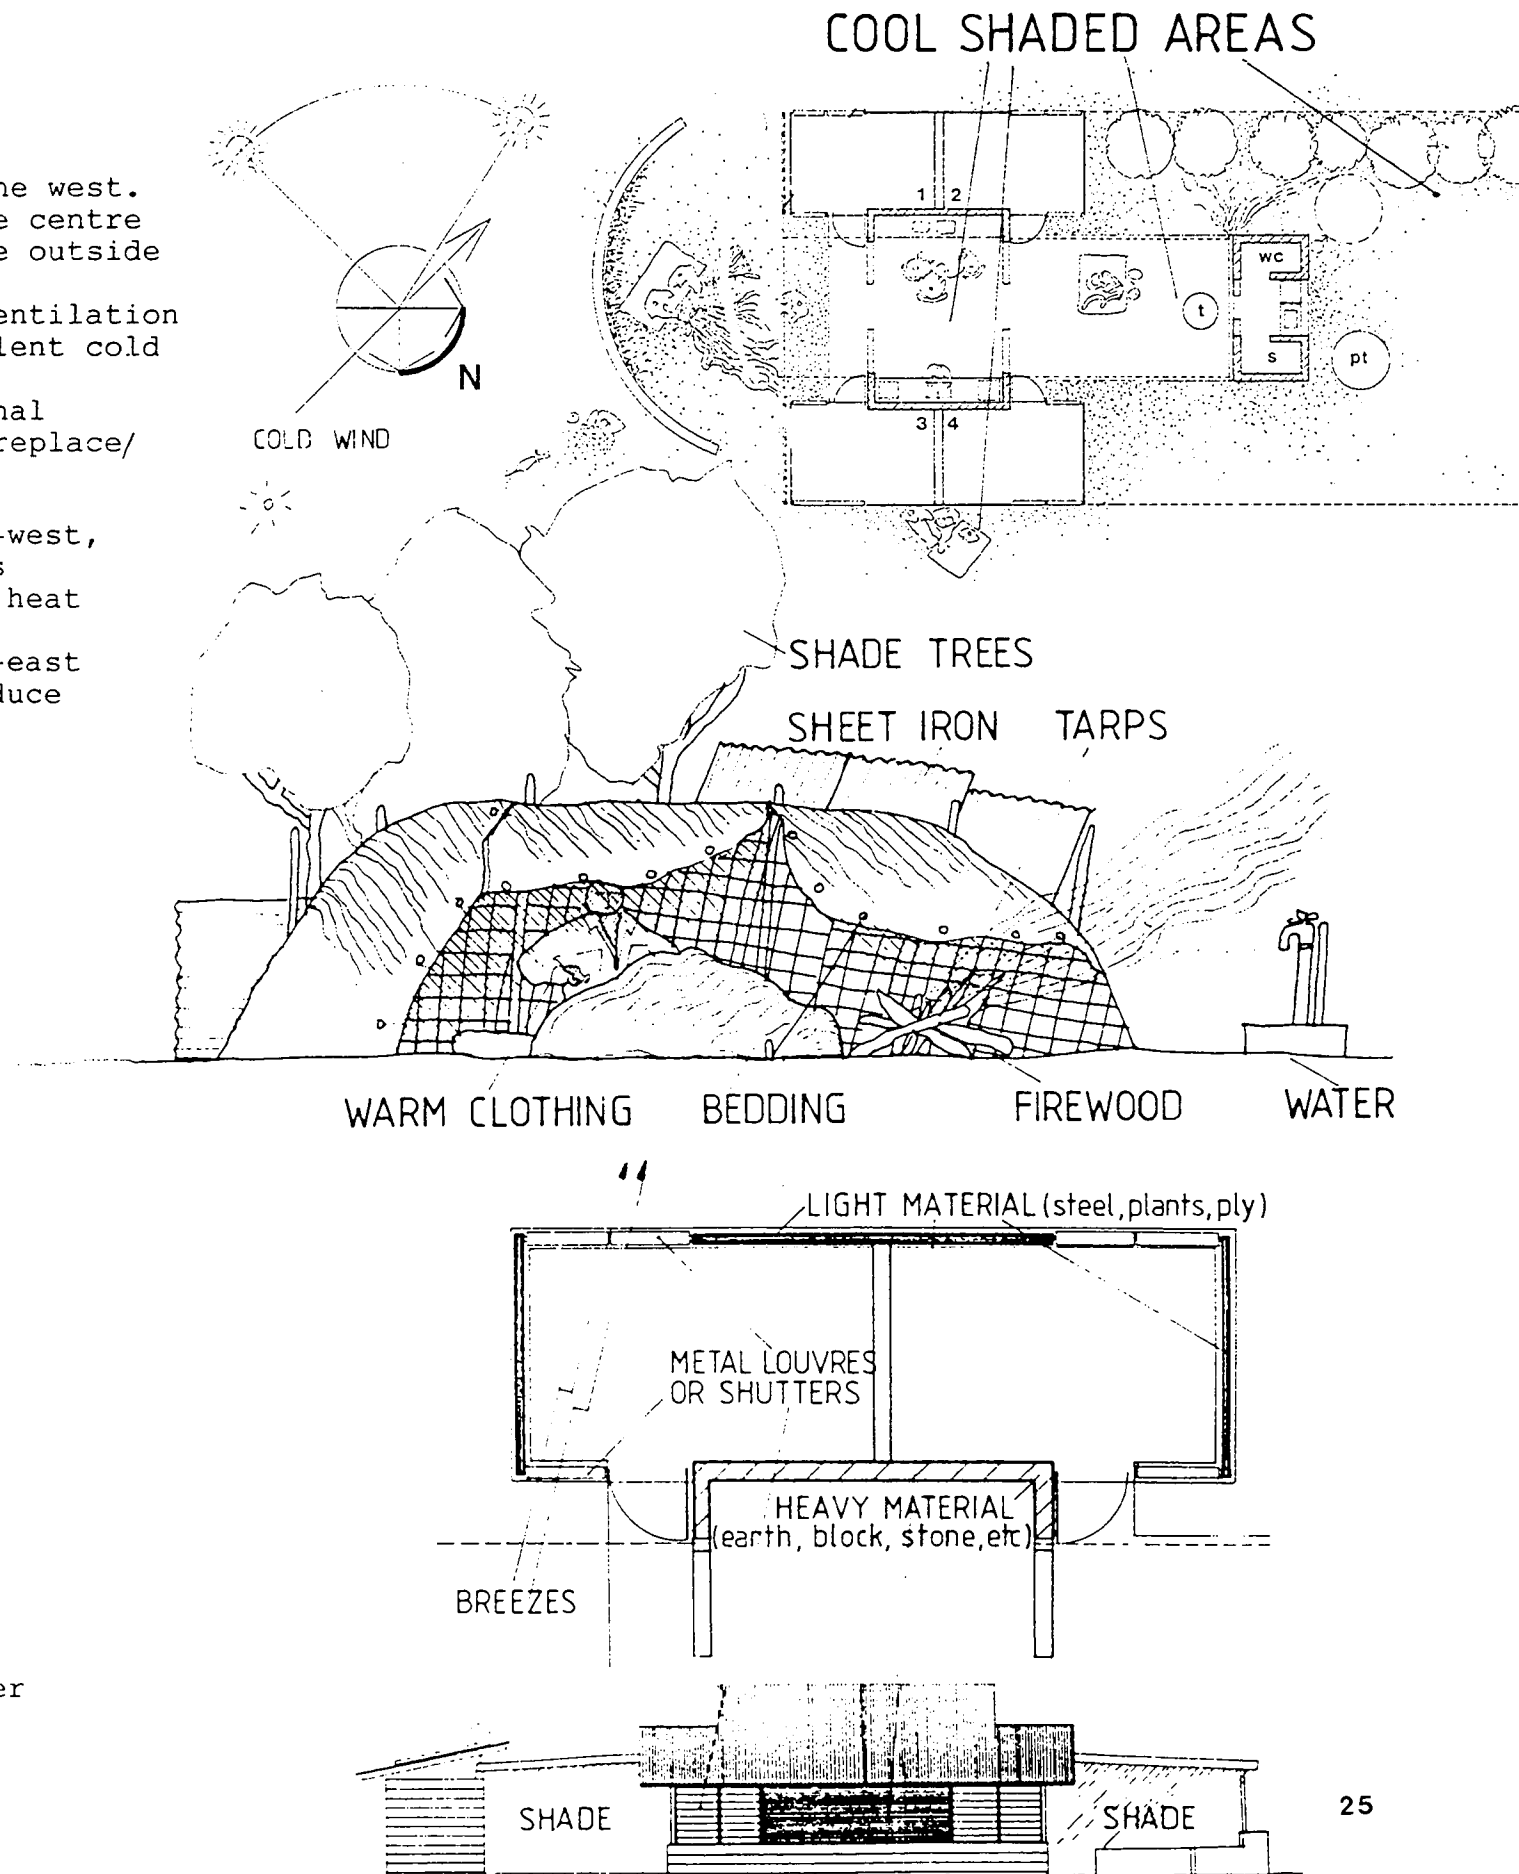 COOL SHADED AREAS
ne west.
e centre
e outside
entilation
lent cold
nal
replace/
-west,
s
heat
-east
duce
N
COLD WIND
1 2
3 4
WC
t
S
pt
SHADE TREES
SHEET IRON TARPS
WARM CLOTHING BEDDING FIREWOOD WATER
LIGHT MATERIAL (steel, plants, ply)
METAL LOUVRES
OR SHUTTERS
HEAVY MATERIAL
(earth, block, stone, etc)
BREEZES
er
SHADE SHADE
25